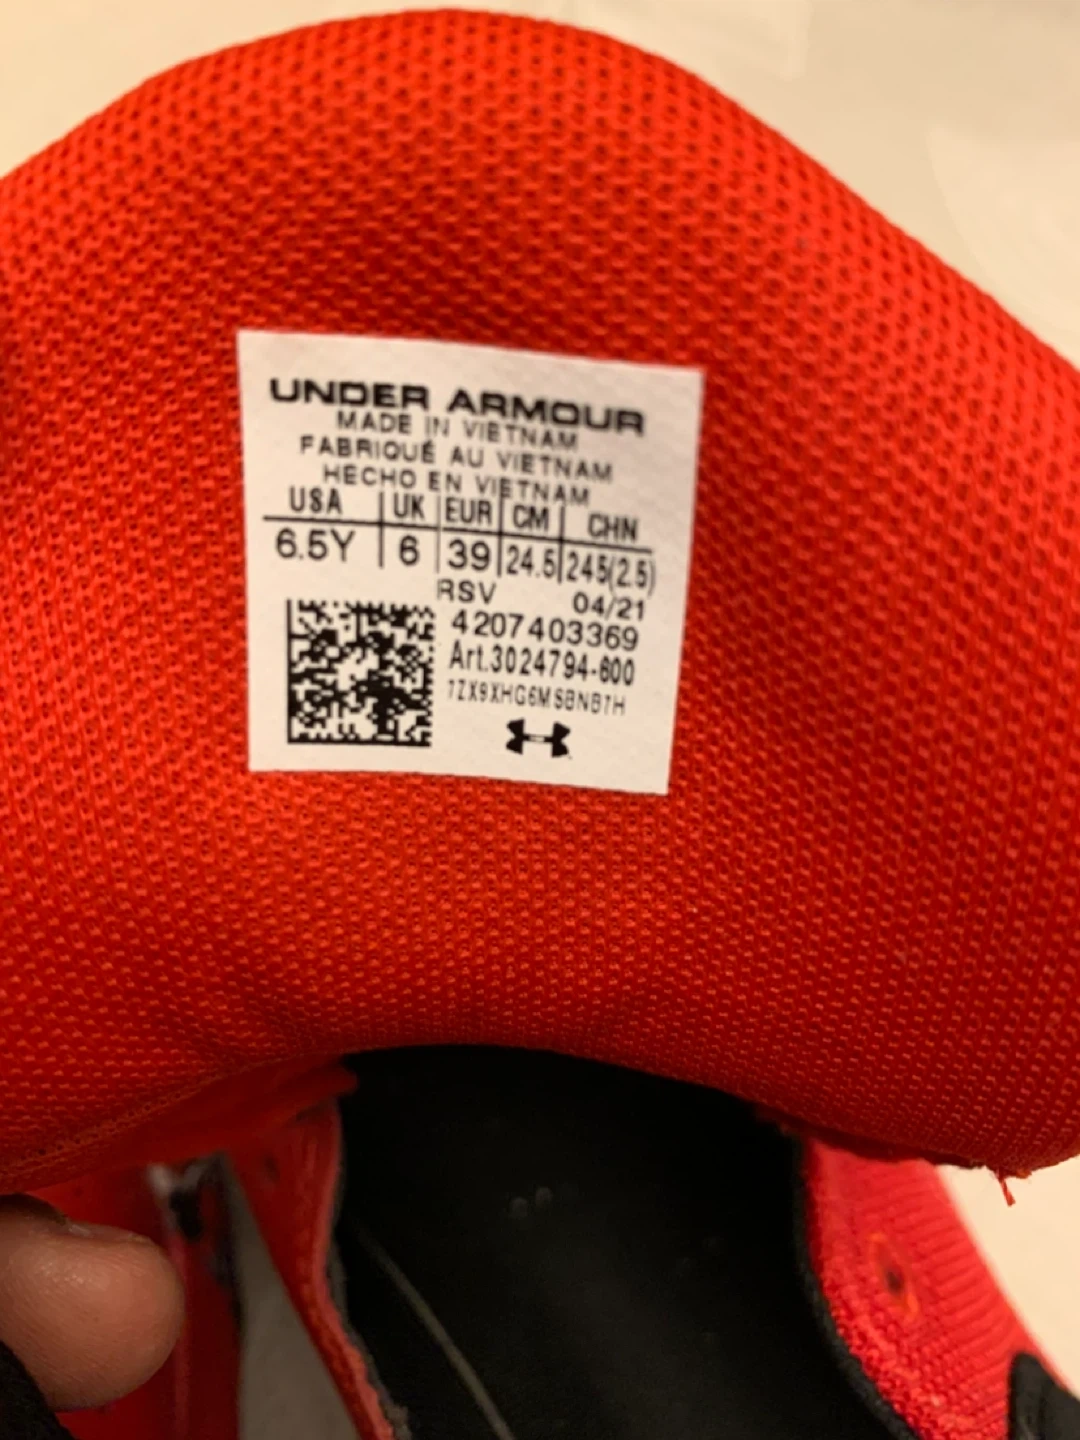 UNDER ARMOUR
MADE IN VIETNAM
FABRIQUÉ AU VIETNAM
HECHO EN VIETNAM
USA UK EUR CM CHN
6.5Y 6 39 24.5 245(2.5)
RSV 04/21
4207403369
Art.3024794-600
1ZX9XHG6MSBNB7H